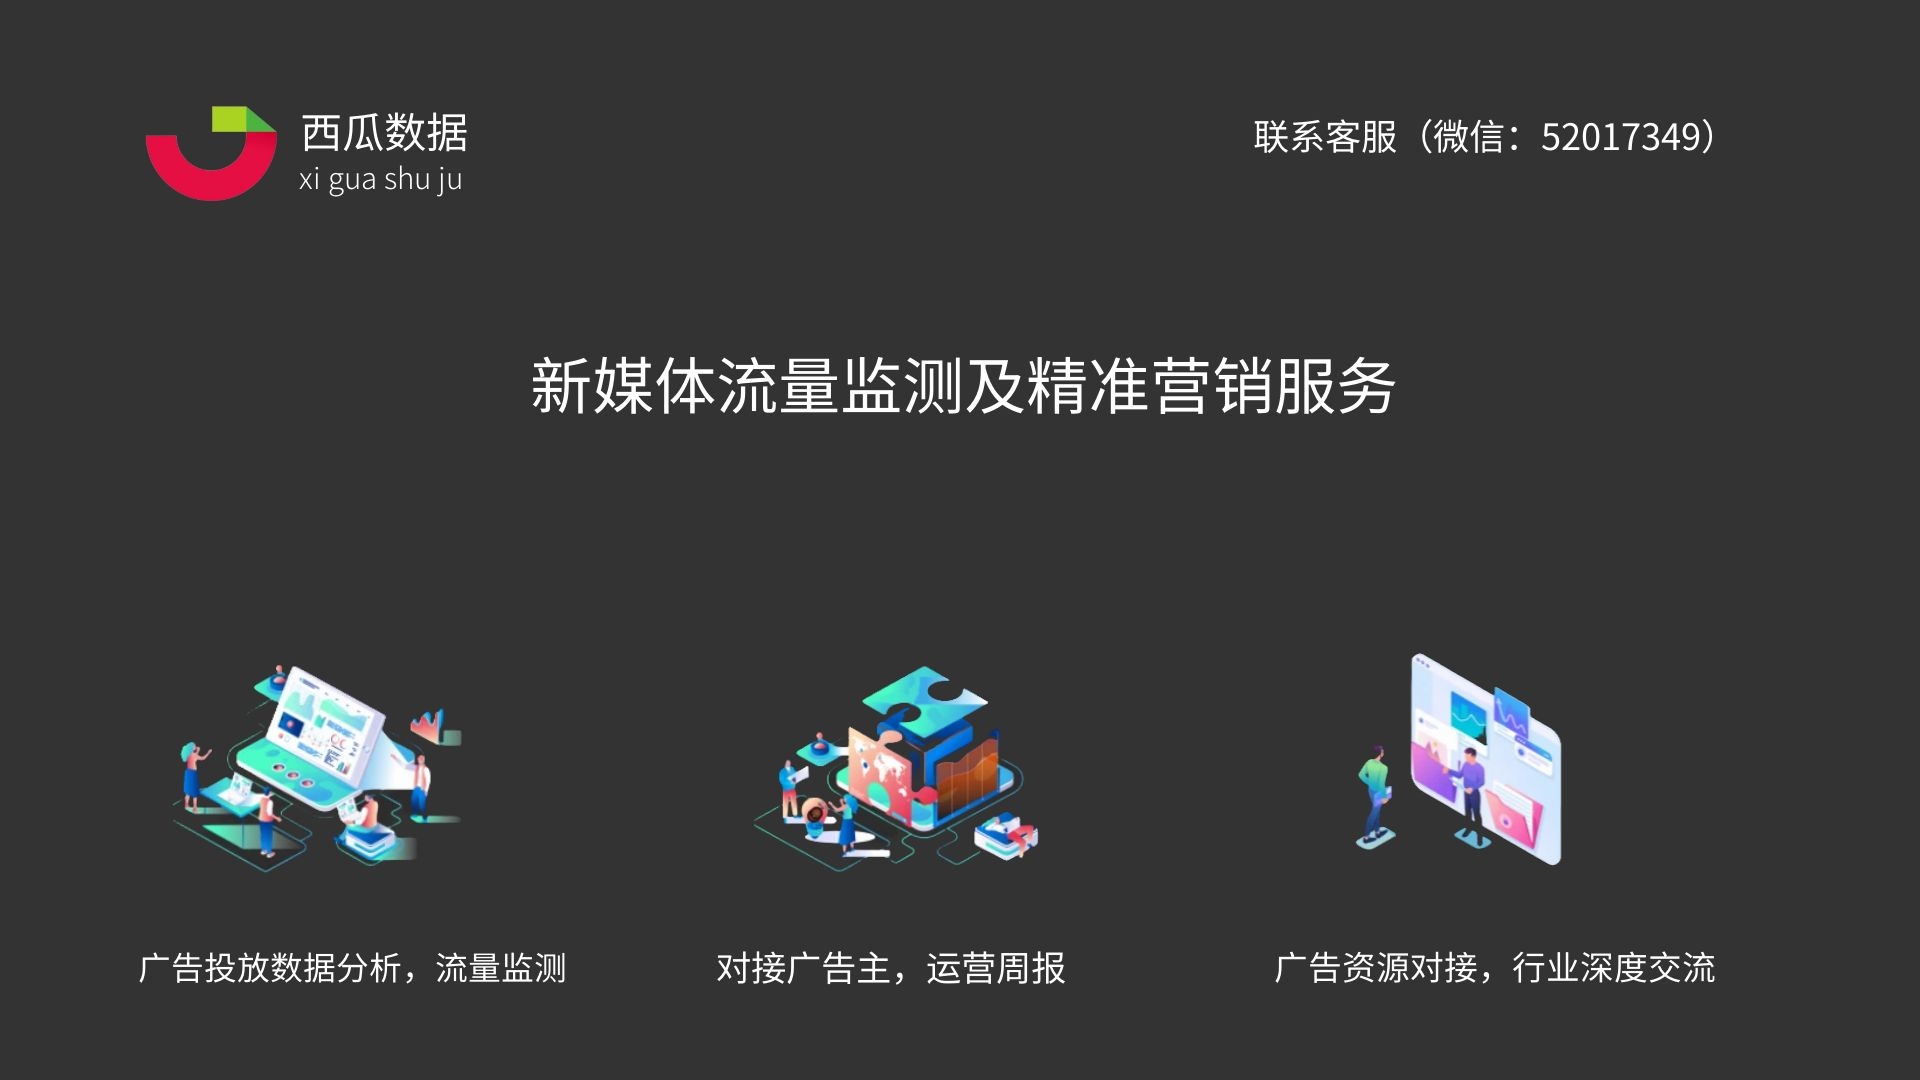 西瓜数据
xi gua shu ju
联系客服（微信：52017349）
新媒体流量监测及精准营销服务
广告投放数据分析，流量监测
对接广告主，运营周报
广告资源对接，行业深度交流